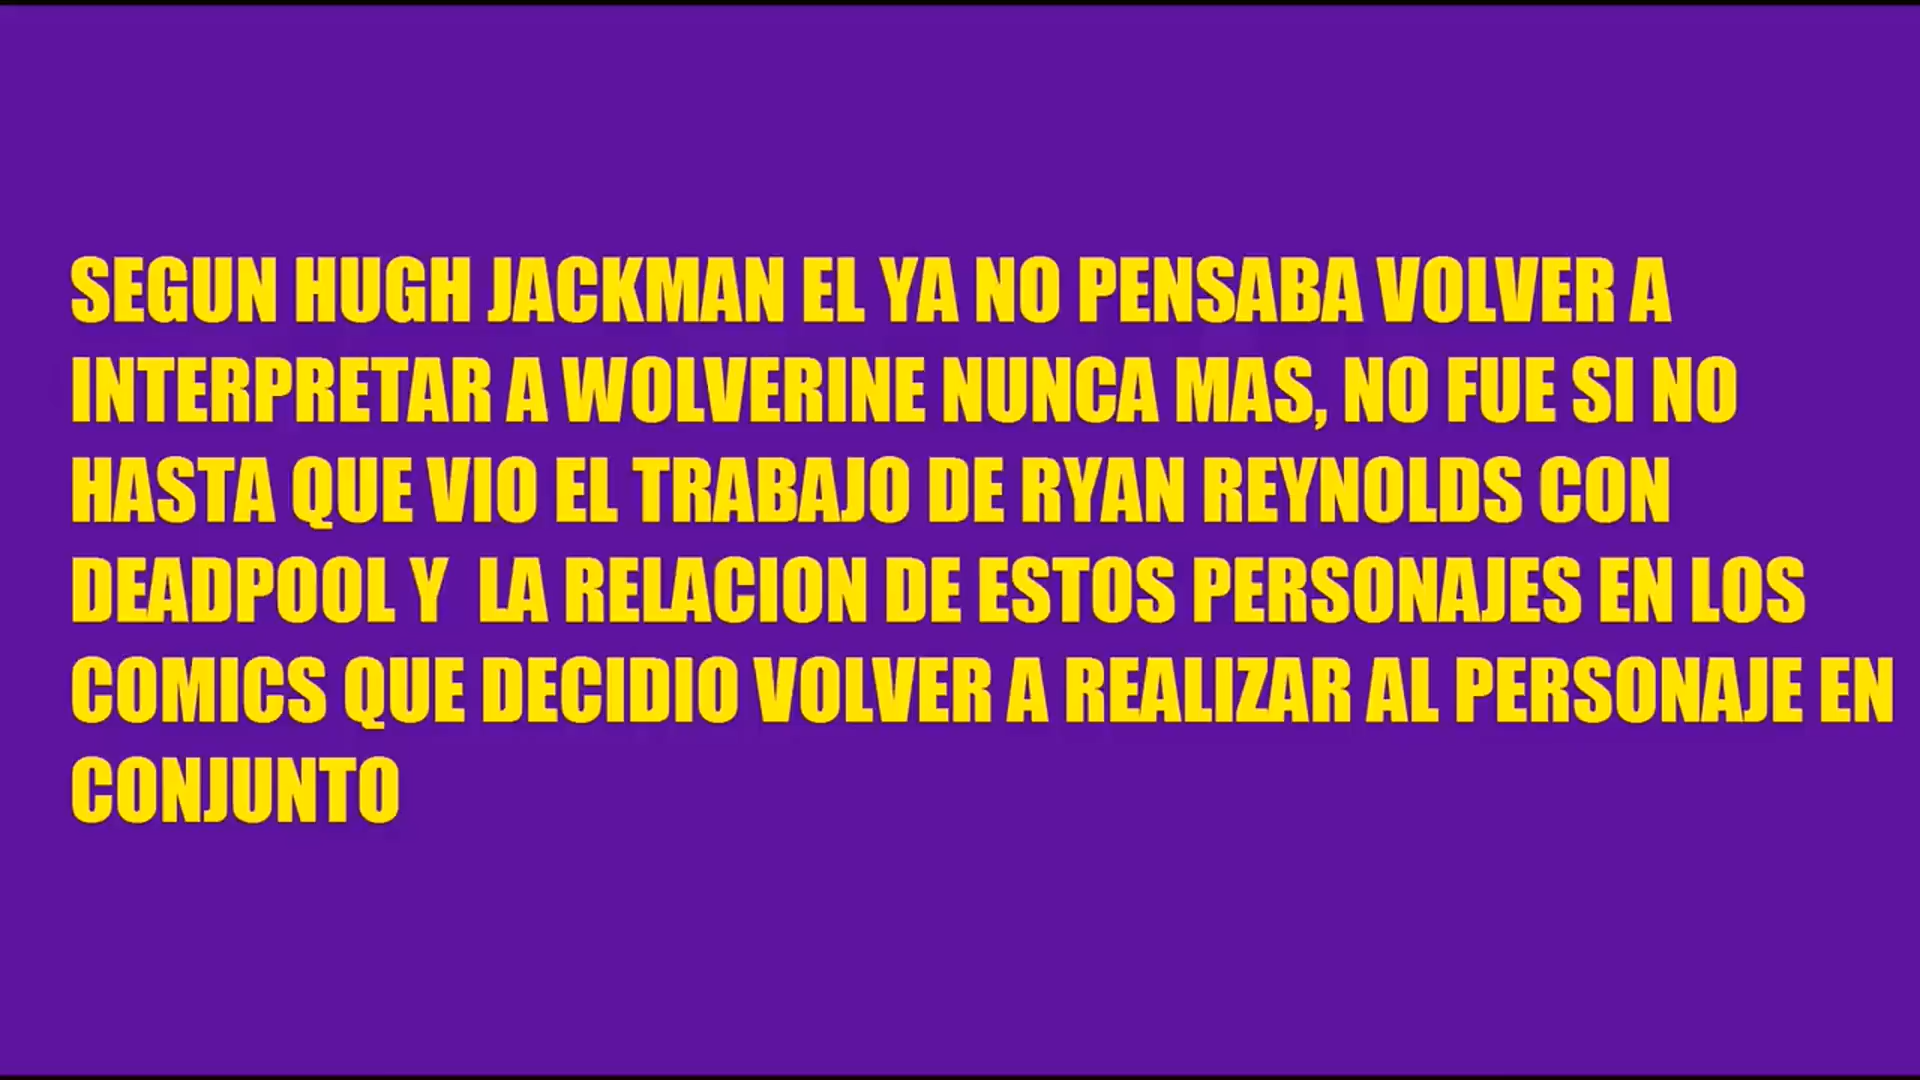 SEGUN HUGH JACKMAN EL YA NO PENSABA VOLVER A
INTERPRETAR A WOLVERINE NUNCA MAS, NO FUE SI NO
HASTA QUE VIO EL TRABAJO DE RYAN REYNOLDS CON
DEADPOOL Y  LA RELACION DE ESTOS PERSONAJES EN LOS
COMICS QUE DECIDIO VOLVER A REALIZAR AL PERSONAJE EN
CONJUNTO